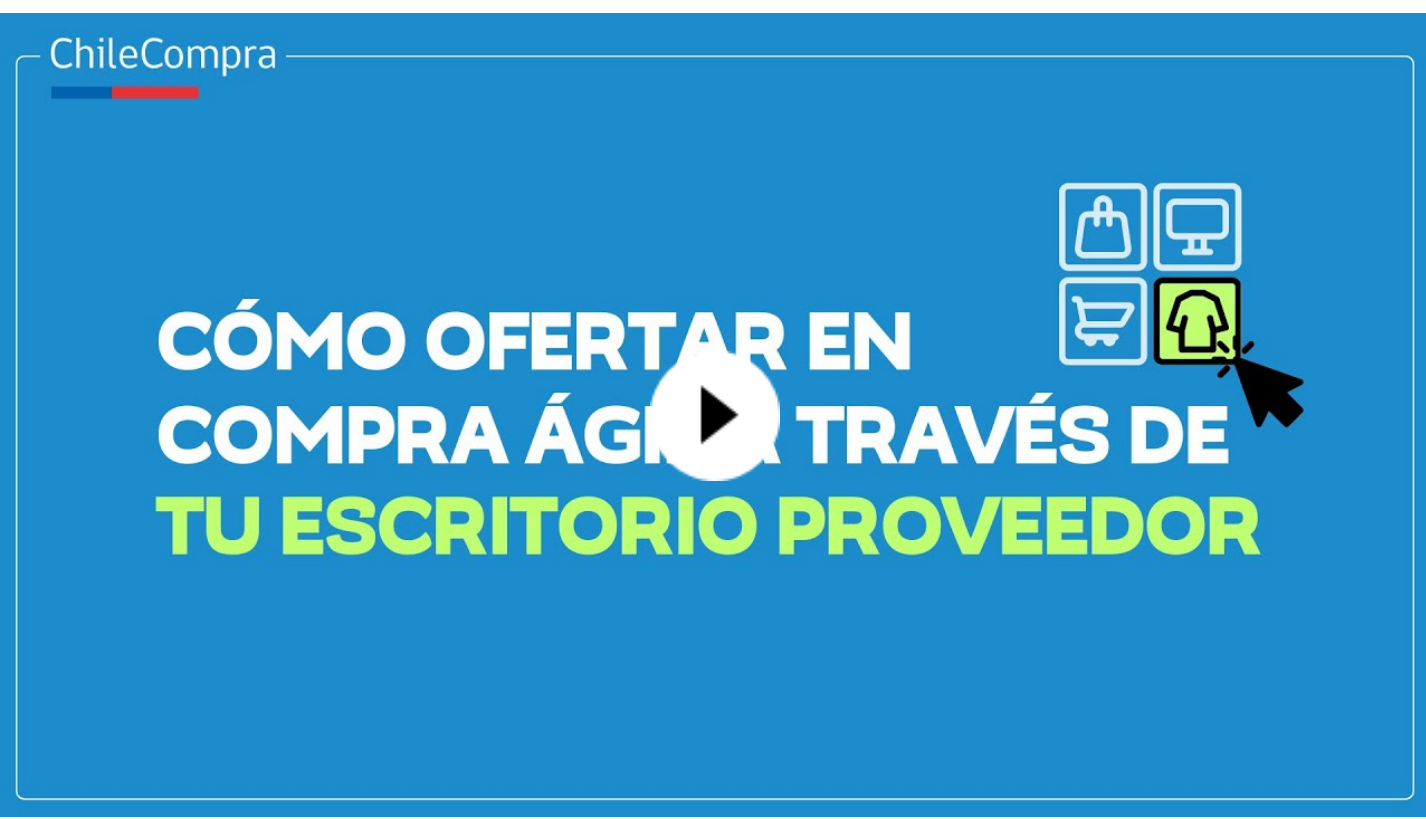 ChileCompra
CÓMO OFERTAR EN
COMPRA TRAVÉS DE
TU ESCRITORIO PROVEEDOR